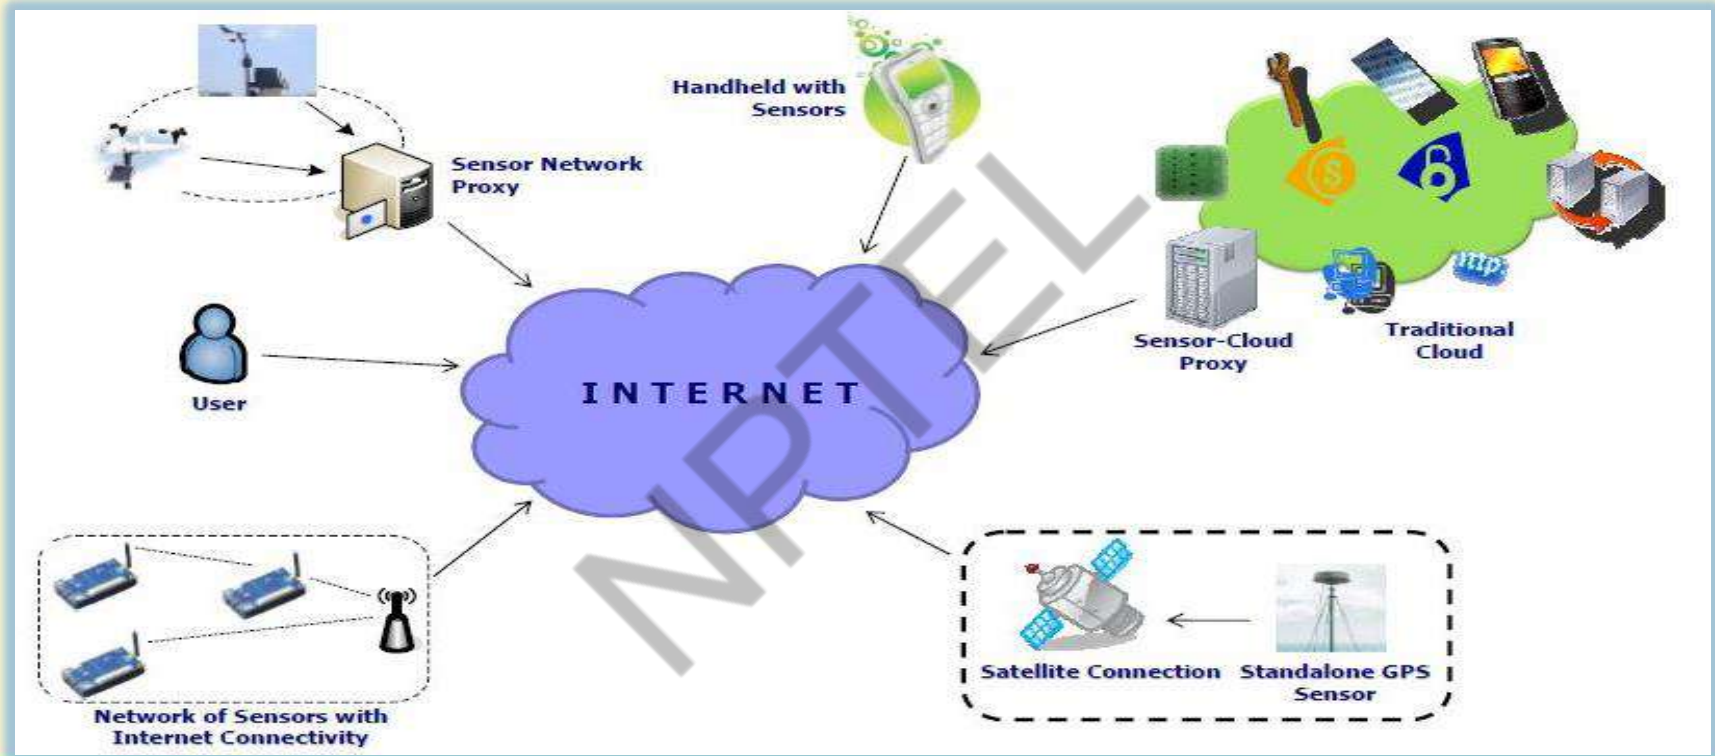 Handheld with
Sensors
Sensor Network
Proxy
http
Sensor-Cloud
Proxy
Traditional
Cloud
User
INTERNET
NPTEL
Satellite Connection
Standalone GPS
Sensor
Network of Sensors with
Internet Connectivity